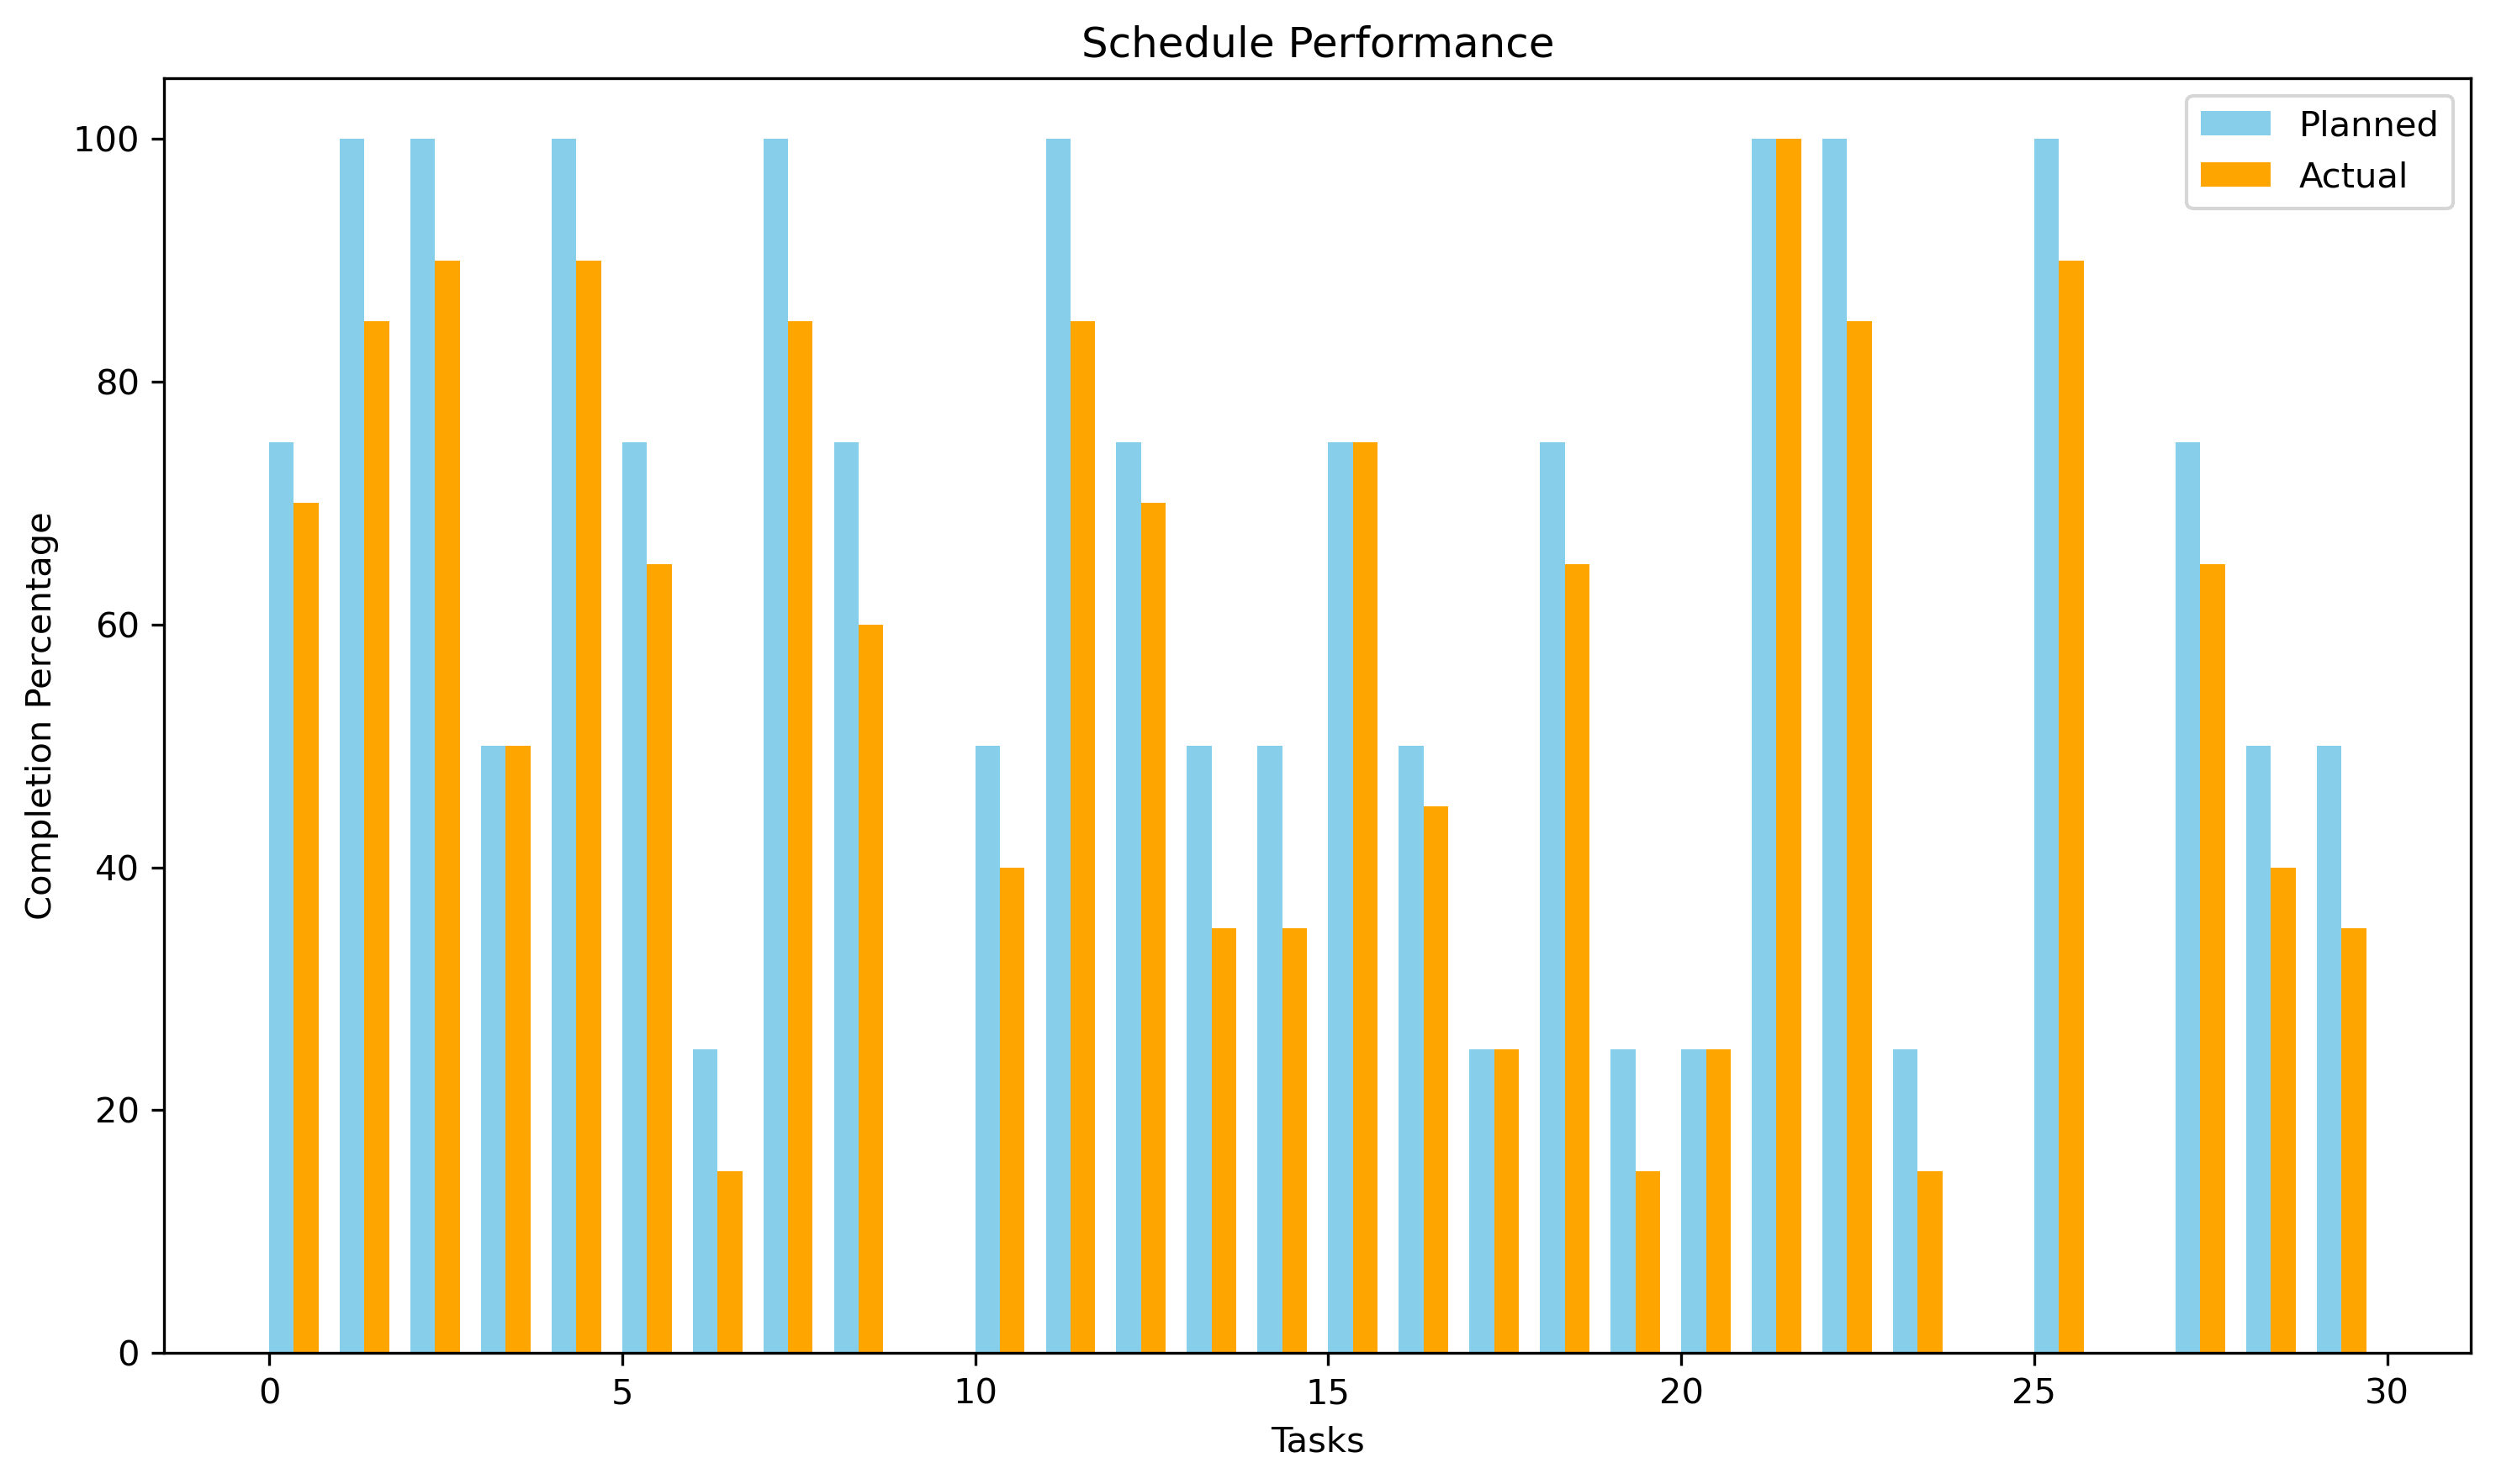 Schedule Performance
Planned
Actual
100
80
60
40
20
0
Completion Percentage
0 5 10 15 20 25 30
Tasks